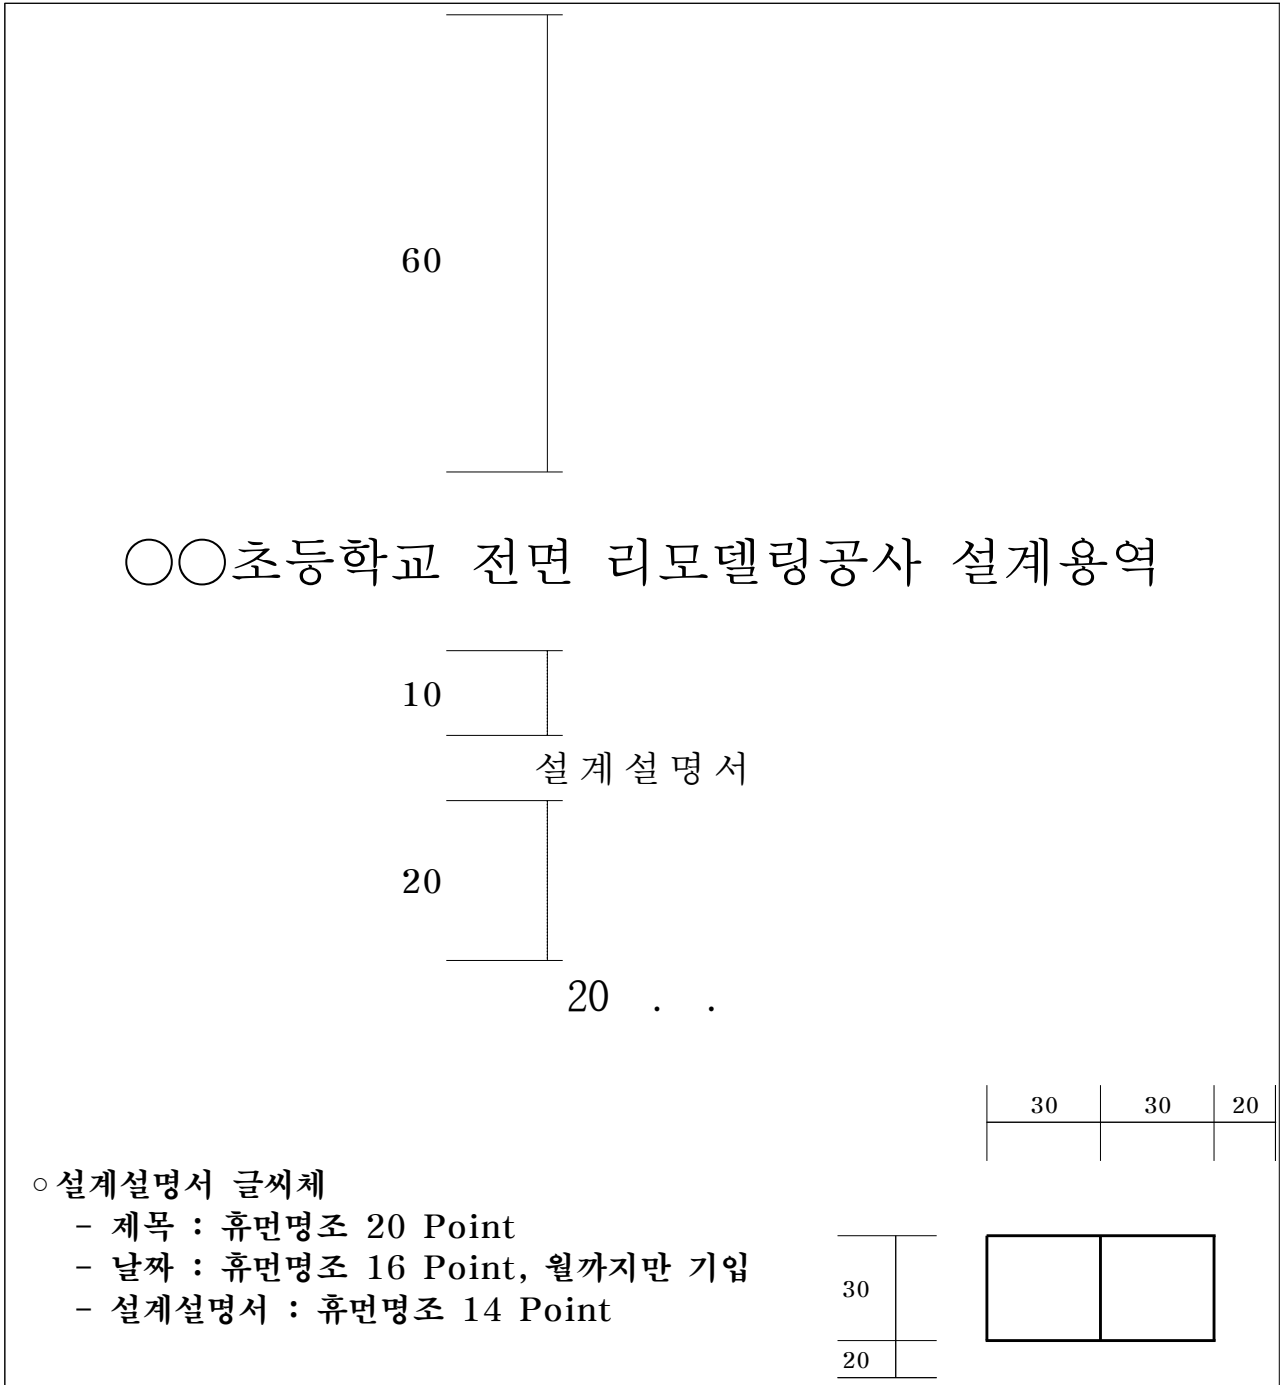 60
○○초등학교 전면 리모델링공사 설계용역
10
설계설명서
20
20 . .
30 30 20
○ 설계설명서 글씨체
- 제목 : 휴먼명조 20 Point
- 날짜 : 휴먼명조 16 Point, 월까지만 기입
- 설계설명서 : 휴먼명조 14 Point
30
20